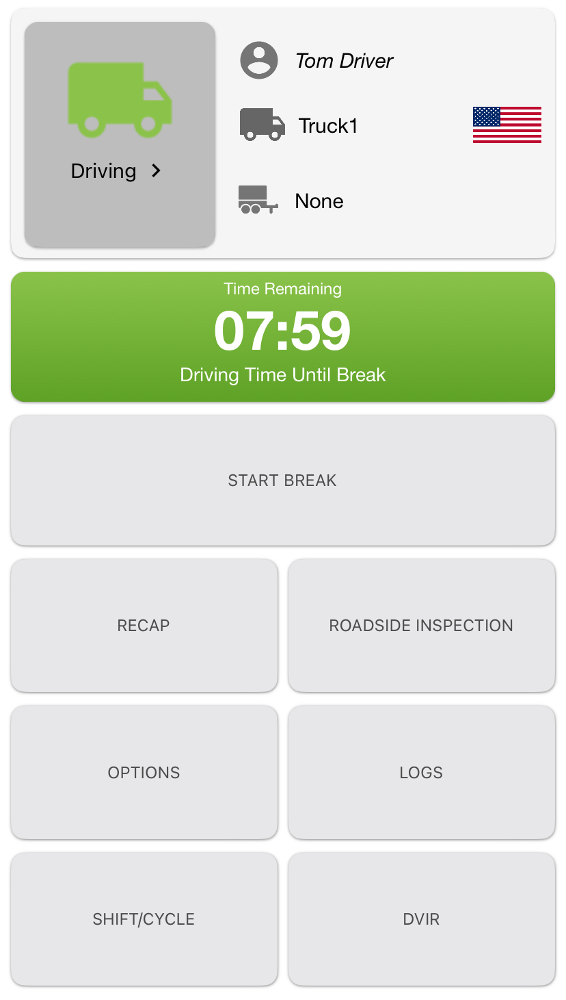 Tom Driver
Truck1
Driving
None
Time Remaining
07:59
Driving Time Until Break
START BREAK
RECAP
ROADSIDE INSPECTION
OPTIONS
LOGS
SHIFT/CYCLE
DVIR